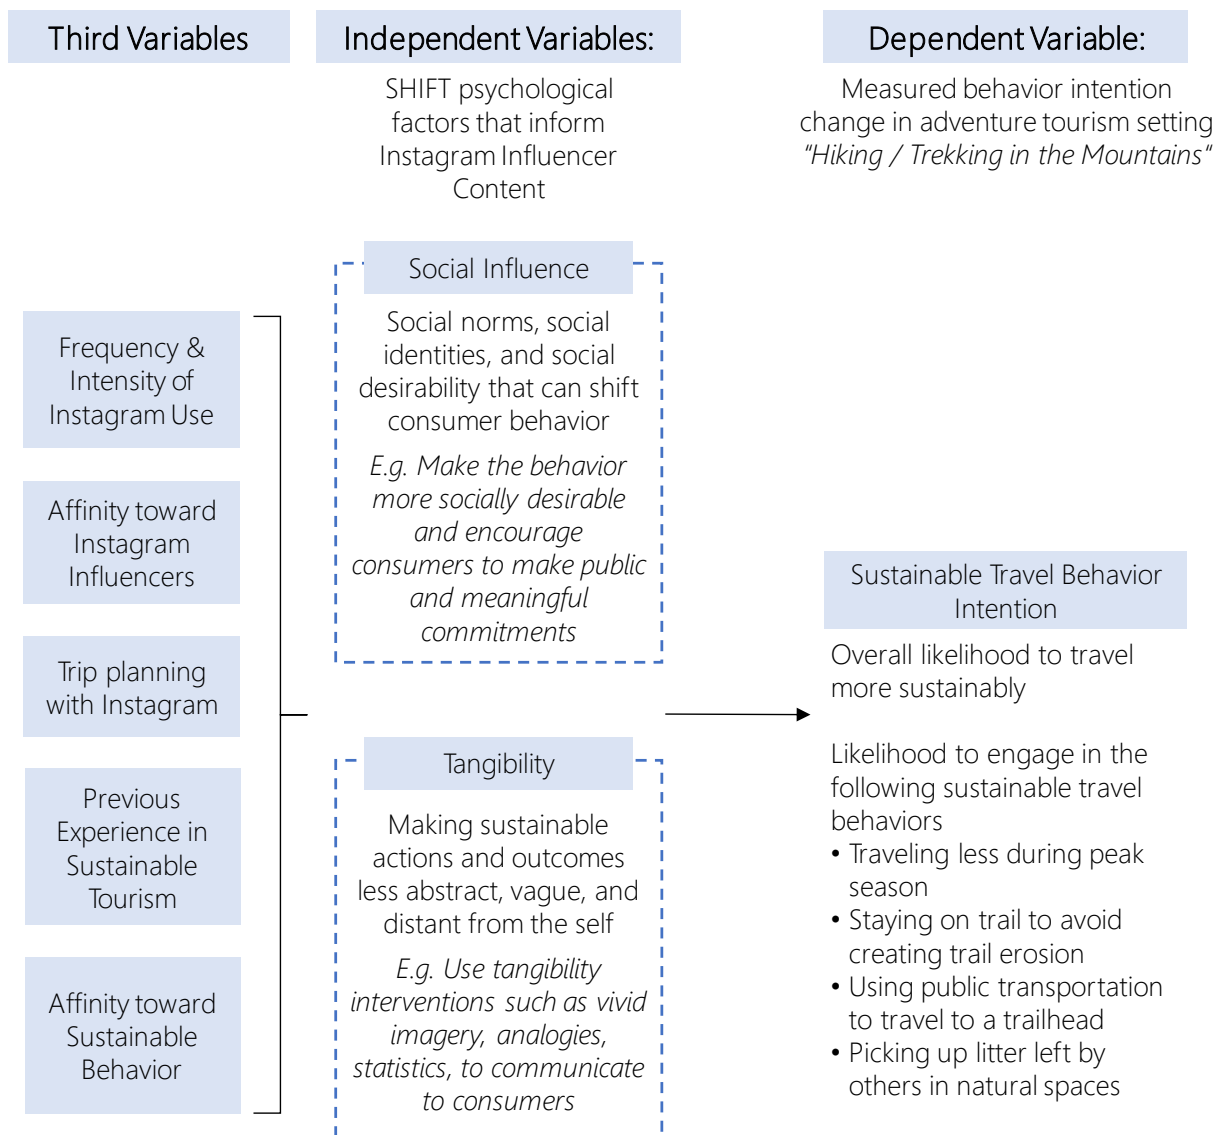 Third Variables
Independent Variables:
Dependent Variable:
SHIFT psychological
factors that inform
Instagram Influencer
Content
Measured behavior intention
change in adventure tourism setting
"Hiking / Trekking in the Mountains"
Frequency &
Intensity of
Instagram Use
Affinity toward
Instagram
Influencers
Trip planning
with Instagram
Previous
Experience in
Sustainable
Tourism
Affinity toward
Sustainable
Behavior
Social Influence
Social norms, social
identities, and social
desirability that can shift
consumer behavior
E.g. Make the behavior
more socially desirable
and encourage
consumers to make public
and meaningful
commitments
Tangibility
Making sustainable
actions and outcomes
less abstract, vague, and
distant from the self
E.g. Use tangibility
interventions such as vivid
imagery, analogies,
statistics, to communicate
to consumers
Sustainable Travel Behavior
Intention
Overall likelihood to travel
more sustainably
Likelihood to engage in the
following sustainable travel
behaviors
• Traveling less during peak
season
• Staying on trail to avoid
creating trail erosion
• Using public transportation
to travel to a trailhead
• Picking up litter left by
others in natural spaces